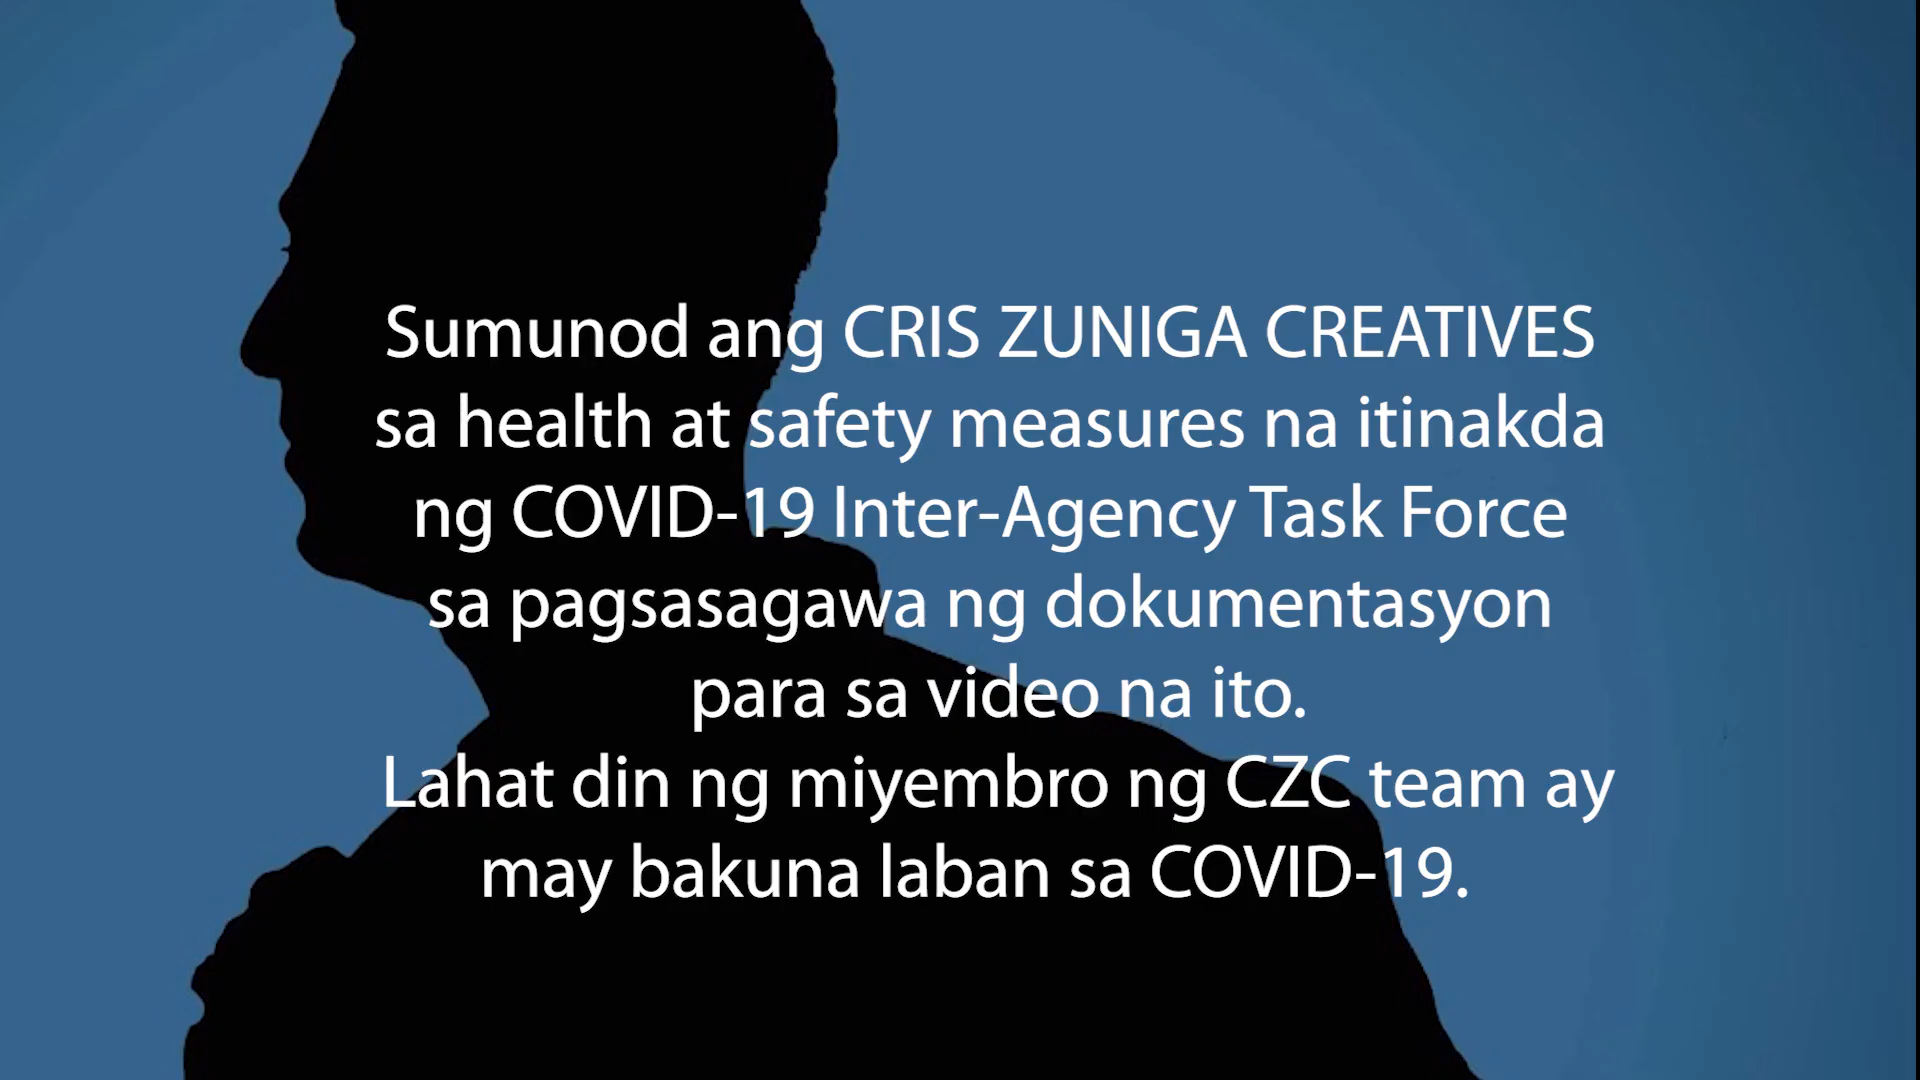 Sumunod ang CRIS ZUNIGA CREATIVES
sa health at safety measures na itinakda
ng COVID-19 Inter-Agency Task Force
sa pagsasagawa ng dokumentasyon
para sa video na ito.
Lahat din ng miyembro ng CZC team ay
may bakuna laban sa COVID-19.